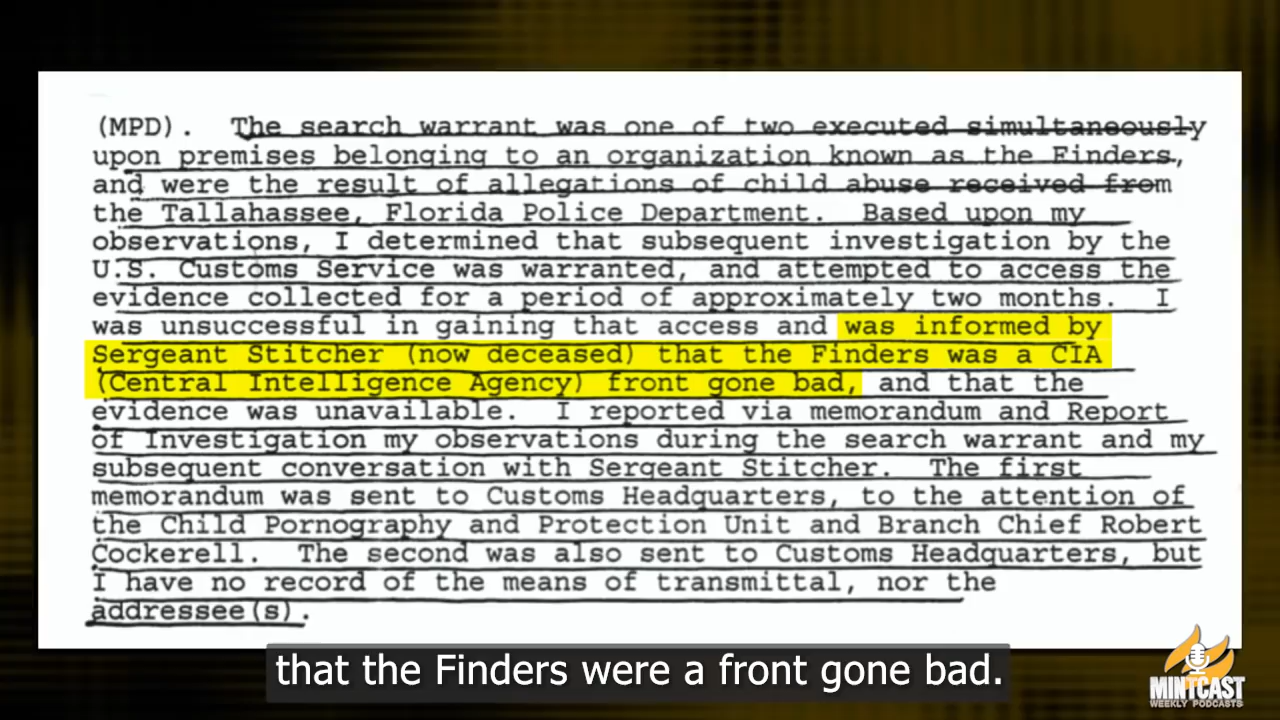 (MPD). The search warrant was one of two executed simultaneously
upon premises belonging to an organization known as the Finders,
and were the result of allegations of child abuse received from
the Tallahassee, Florida Police Department. Based upon my
observations, I determined that subsequent investigation by the
U.S. Customs Service was warranted, and attempted to access the
evidence collected for a period of approximately two months. I
was unsuccessful in gaining that access and was informed by
Sergeant Stitcher (now deceased) that the Finders was a CIA
(Central Intelligence Agency) front gone bad, and that the
evidence was unavailable. I reported via memorandum and Report
of Investigation my observations during the search warrant and my
subsequent conversation with Sergeant Stitcher. The first
memorandum was sent to Customs Headquarters, to the attention of
the Child Pornography and Protection Unit and Branch Chief Robert
Cockerell. The second was also sent to Customs Headquarters, but
I have no record of the means of transmittal, nor the
addressee(s).
that the Finders were a front gone bad.
MINTCAST
WEEKLY PODCASTS